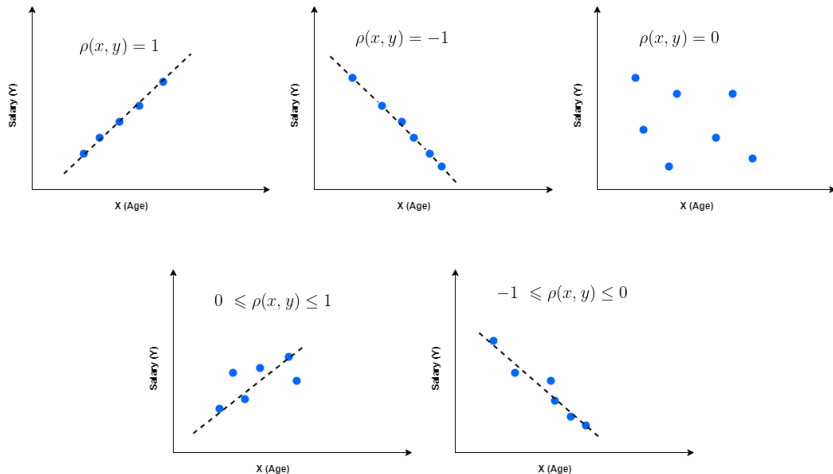 ρ(x, y) = 1
Salary (Y)
X (Age)
ρ(x, y) = −1
Salary (Y)
X (Age)
ρ(x, y) = 0
Salary (Y)
X (Age)
0 ⩽ ρ(x, y) ≤ 1
Salary (Y)
X (Age)
−1 ⩽ ρ(x, y) ≤ 0
Salary (Y)
X (Age)